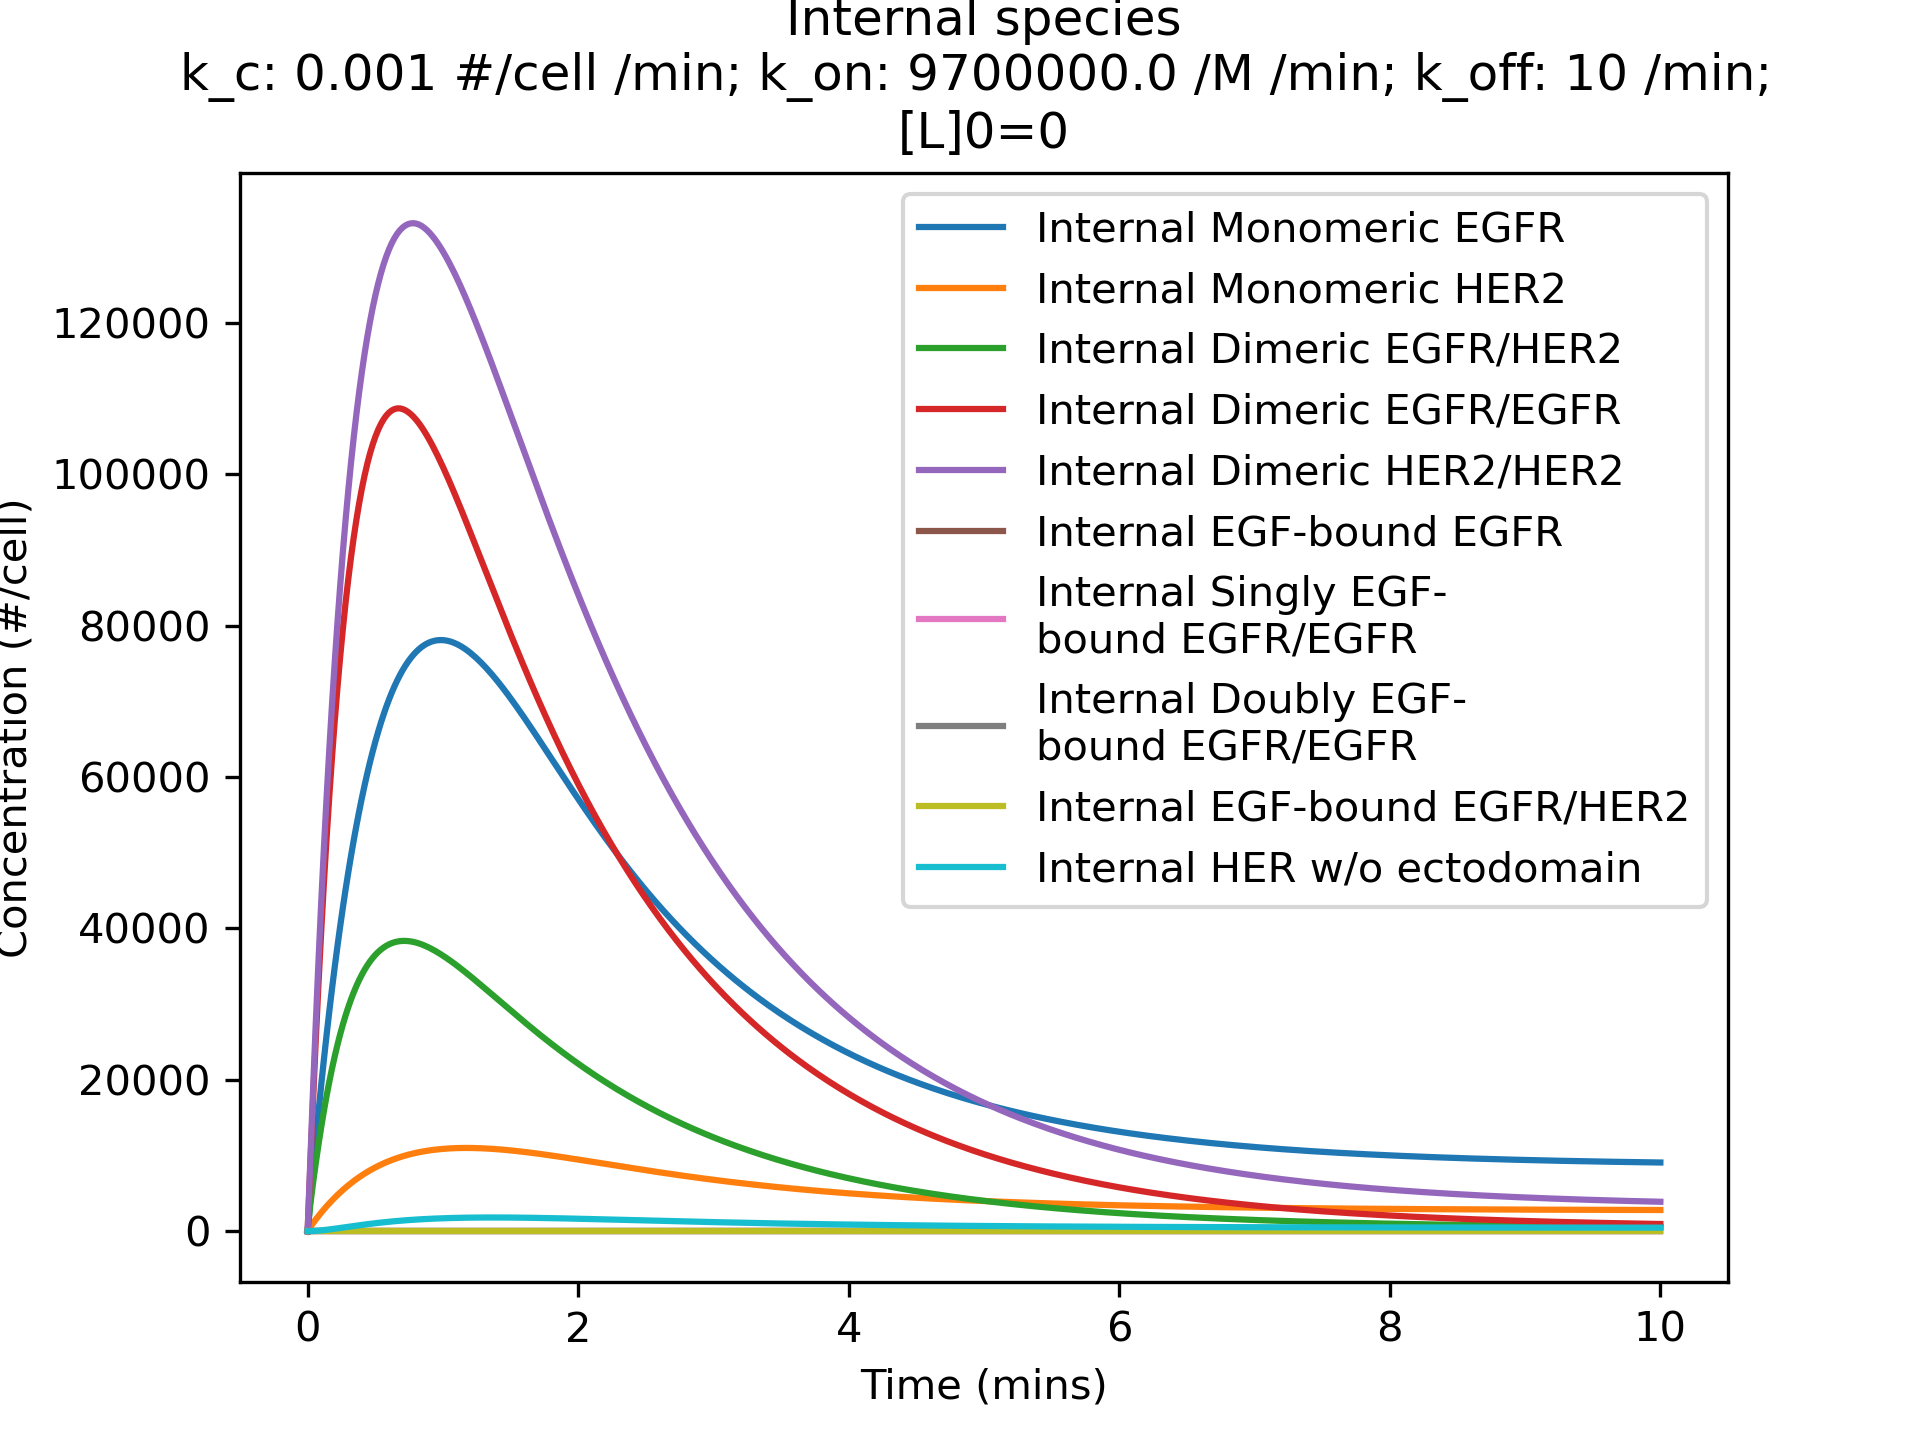 Internal species
k_c: 0.001 #/cell /min; k_on: 9700000.0 /M /min; k_off: 10 /min;
[L]0=0
Internal Monomeric EGFR
Internal Monomeric HER2
Internal Dimeric EGFR/HER2
Internal Dimeric EGFR/EGFR
Internal Dimeric HER2/HER2
Internal EGF-bound EGFR
Internal Singly EGF-
bound EGFR/EGFR
Internal Doubly EGF-
bound EGFR/EGFR
Internal EGF-bound EGFR/HER2
Internal HER w/o ectodomain
120000
100000
80000
60000
40000
20000
0
Concentration (#/cell)
0 2 4 6 8 10
Time (mins)